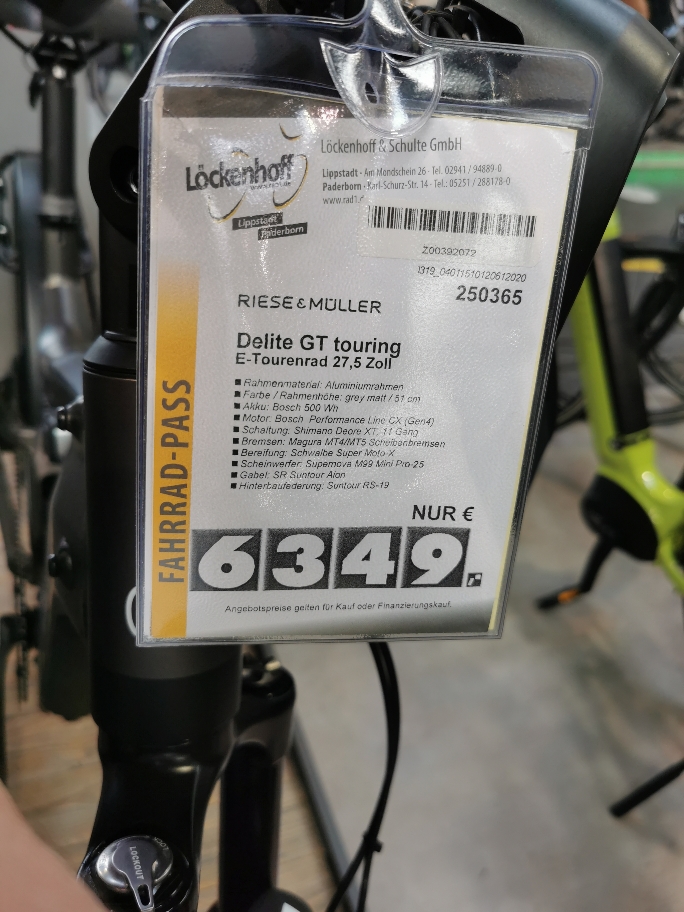 Löckenhoff & Schulte GmbH
Löckenhoff
Lippstadt - Am Mondschein 26 - Tel. 02941 / 94889-0
Paderborn - Karl-Schurz-Str. 14 - Tel.: 05251 / 288178-0
www.rad1.
Lippstadt
Paderborn
Z00392072
I319_04011510120612020
250365
RIESE & MÜLLER
Delite GT touring
E-Tourenrad 27,5 Zoll
Rahmenmaterial: Aluminiumrahmen
Farbe / Rahmenhöhe: grey matt / 51 cm
Akku: Bosch 500 Wh
Motor: Bosch Performance Line CX (Gen4)
Schaltung: Shimano Deore XT, 11 Gang
Bremsen: Magura MT4/MT5 Scheibenbremsen
Bereifung: Schwalbe Super Moto-X
Scheinwerfer: Supernova M99 Mini Pro-25
Gabel: SR Suntour Aion
Hinterbaufederung: Suntour RS-19
FAHRRAD-PASS
NUR €
6349.
Angebotspreise gelten für Kauf oder Finanzierungskauf.
LOCK
LOCKOUT